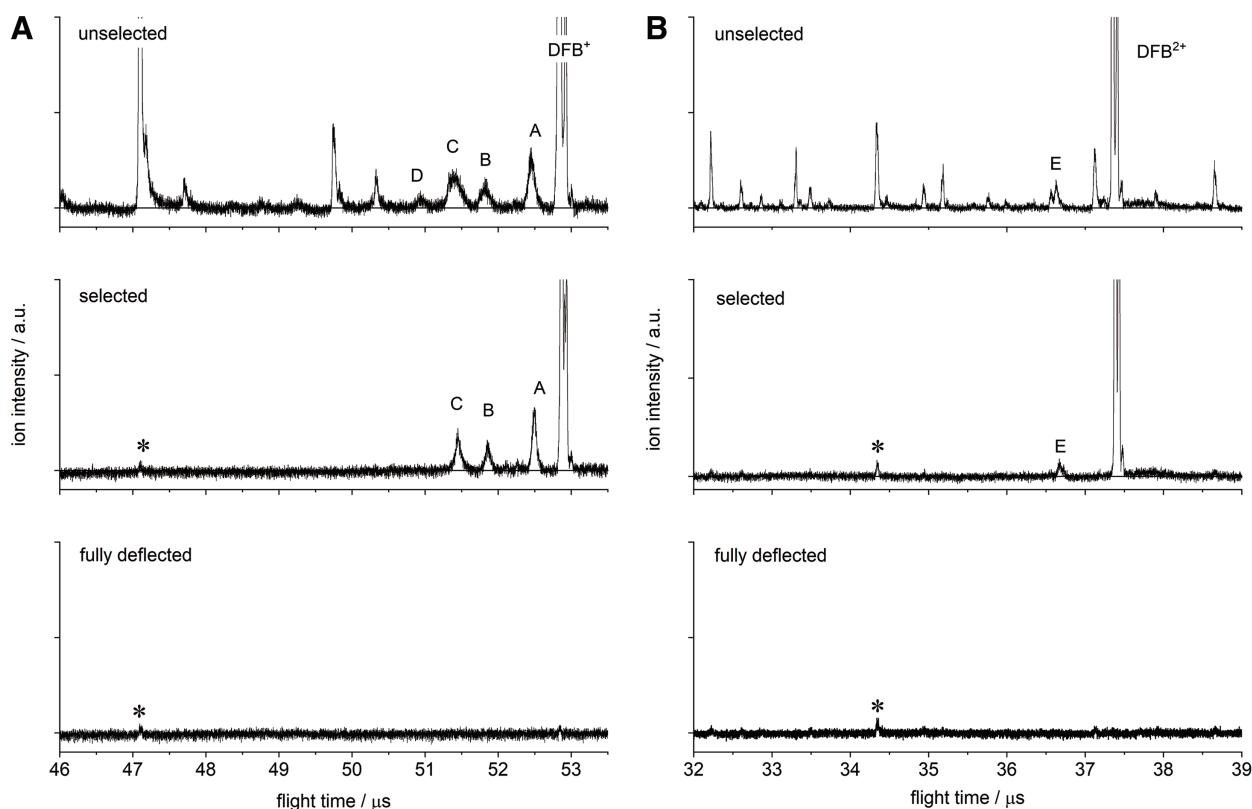 A
unselected
DFB+
D
C
B
A
selected
C
B
A
*
fully deflected
*
ion intensity / a.u.
46 47 48 49 50 51 52 53
flight time / μs
B
unselected
DFB2+
E
selected
*
E
fully deflected
*
ion intensity / a.u.
32 33 34 35 36 37 38 39
flight time / μs